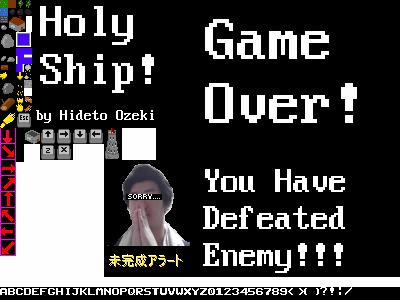 Holy
Ship!
by Hideto Ozeki
Esc
Z X
Game
Over!
SORRY....
未完成アラート
You Have
Defeated
Enemy!!!
ABCDEFGHIJKLMNOPQRSTUVWXYZ0123456789< X )?!:/